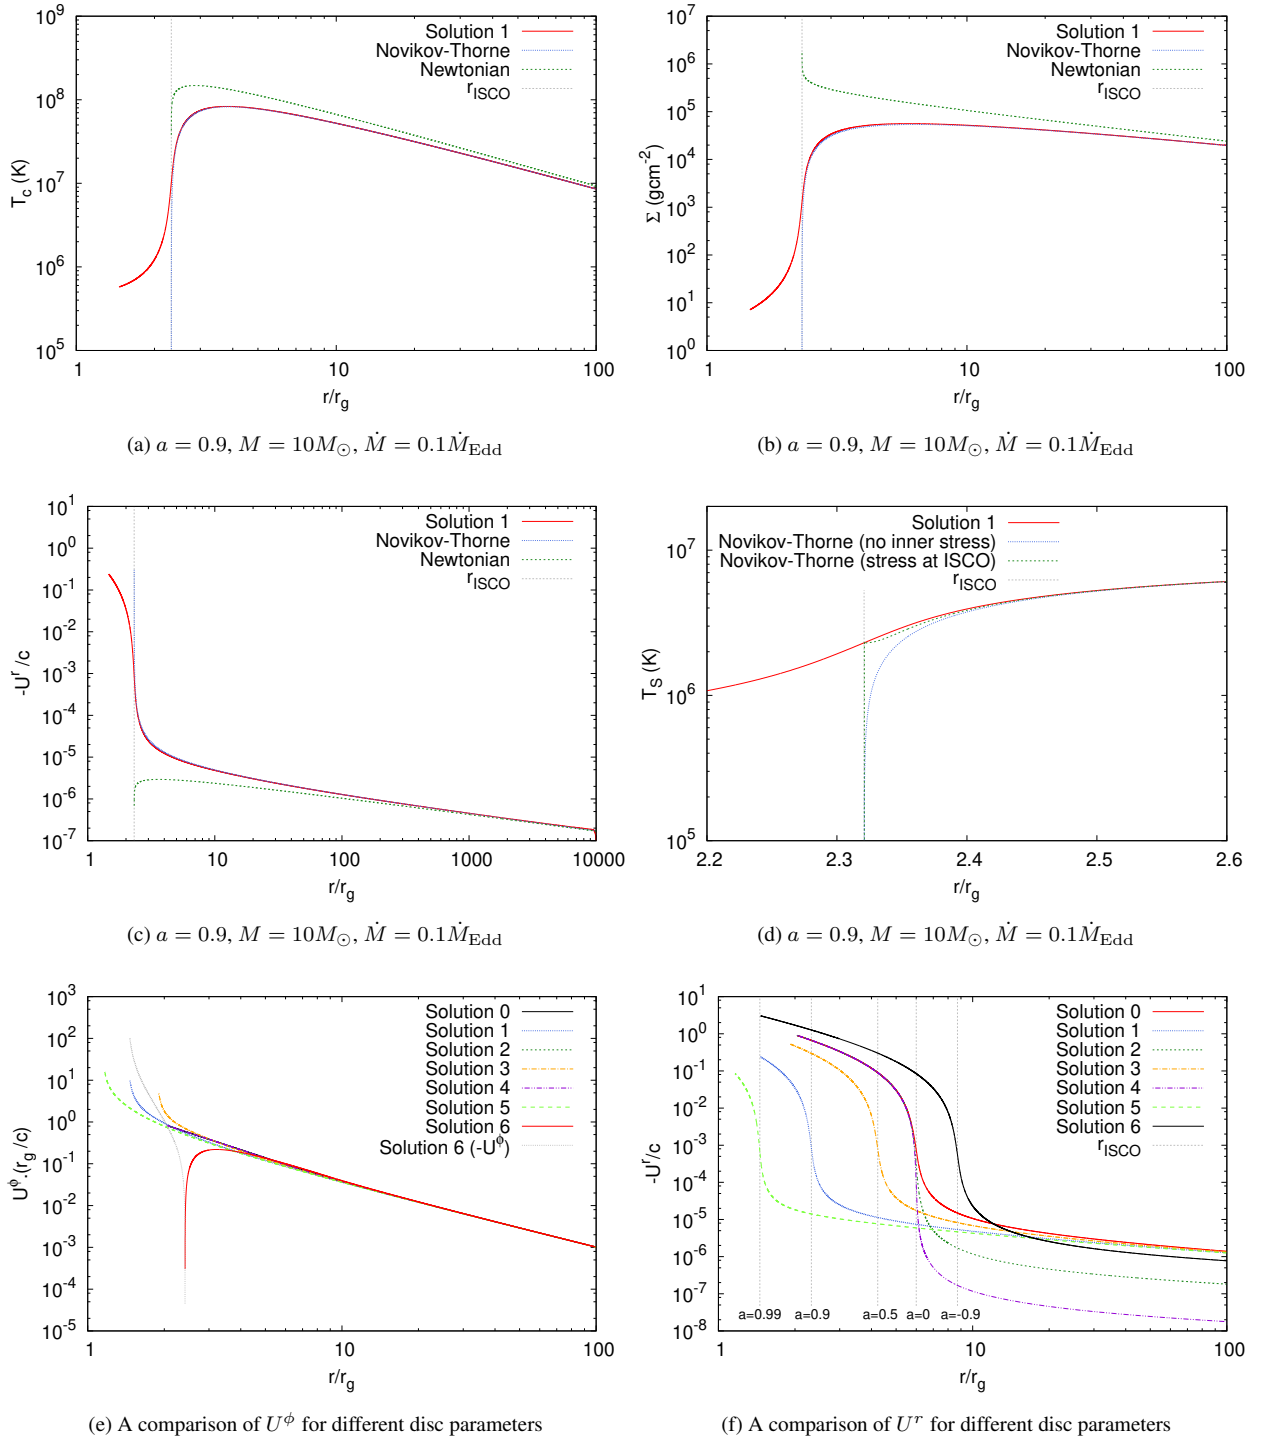 10^9
10^8
10^7
10^6
10^5
T_c (K)
Solution 1
Novikov-Thorne
Newtonian
r_ISCO
1
10
100
r/r_g
(a) a = 0.9, M = 10M_⊙, Ṁ = 0.1Ṁ_Edd
10^7
10^6
10^5
10^4
10^3
10^2
10^1
10^0
Σ (gcm^-2)
Solution 1
Novikov-Thorne
Newtonian
r_ISCO
1
10
100
r/r_g
(b) a = 0.9, M = 10M_⊙, Ṁ = 0.1Ṁ_Edd
10^1
10^0
10^-1
10^-2
10^-3
10^-4
10^-5
10^-6
10^-7
-U^r/c
Solution 1
Novikov-Thorne
Newtonian
r_ISCO
1
10
100
1000
10000
r/r_g
(c) a = 0.9, M = 10M_⊙, Ṁ = 0.1Ṁ_Edd
10^7
10^6
10^5
T_S (K)
Solution 1
Novikov-Thorne (no inner stress)
Novikov-Thorne (stress at ISCO)
r_ISCO
2.2
2.3
2.4
2.5
2.6
r/r_g
(d) a = 0.9, M = 10M_⊙, Ṁ = 0.1Ṁ_Edd
10^3
10^2
10^1
10^0
10^-1
10^-2
10^-3
10^-4
10^-5
U^ϕ.(r_g/c)
Solution 0
Solution 1
Solution 2
Solution 3
Solution 4
Solution 5
Solution 6
Solution 6 (-U^ϕ)
1
10
100
r/r_g
(e) A comparison of U^ϕ for different disc parameters
10^1
10^0
10^-1
10^-2
10^-3
10^-4
10^-5
10^-6
10^-7
10^-8
-U^r/c
Solution 0
Solution 1
Solution 2
Solution 3
Solution 4
Solution 5
Solution 6
r_ISCO
a=0.99
a=0.9
a=0.5
a=0
a=-0.9
1
10
100
r/r_g
(f) A comparison of U^r for different disc parameters